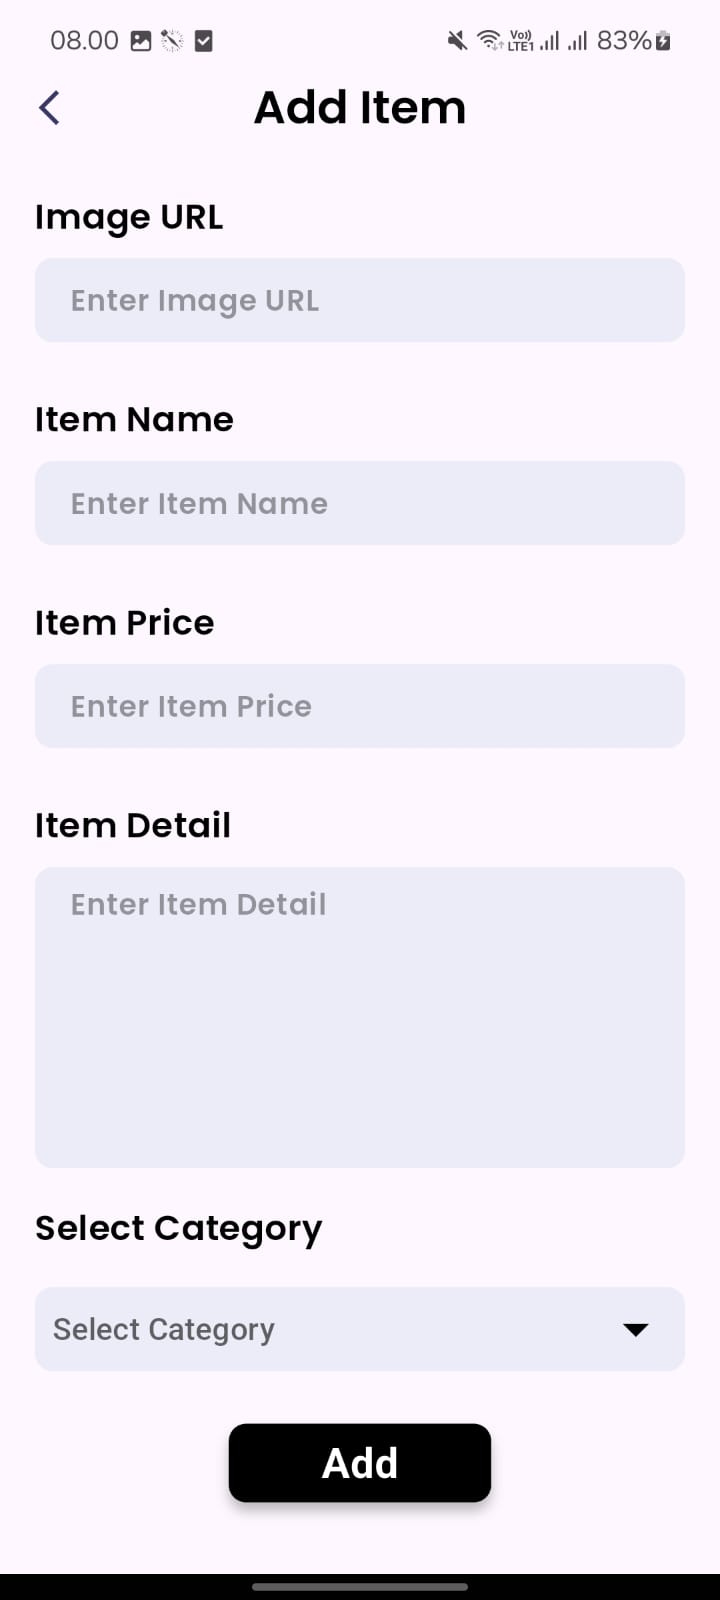 08.00 Vo)) LTE1 83%
Add Item
Image URL
Enter Image URL
Item Name
Enter Item Name
Item Price
Enter Item Price
Item Detail
Enter Item Detail
Select Category
Select Category
Add